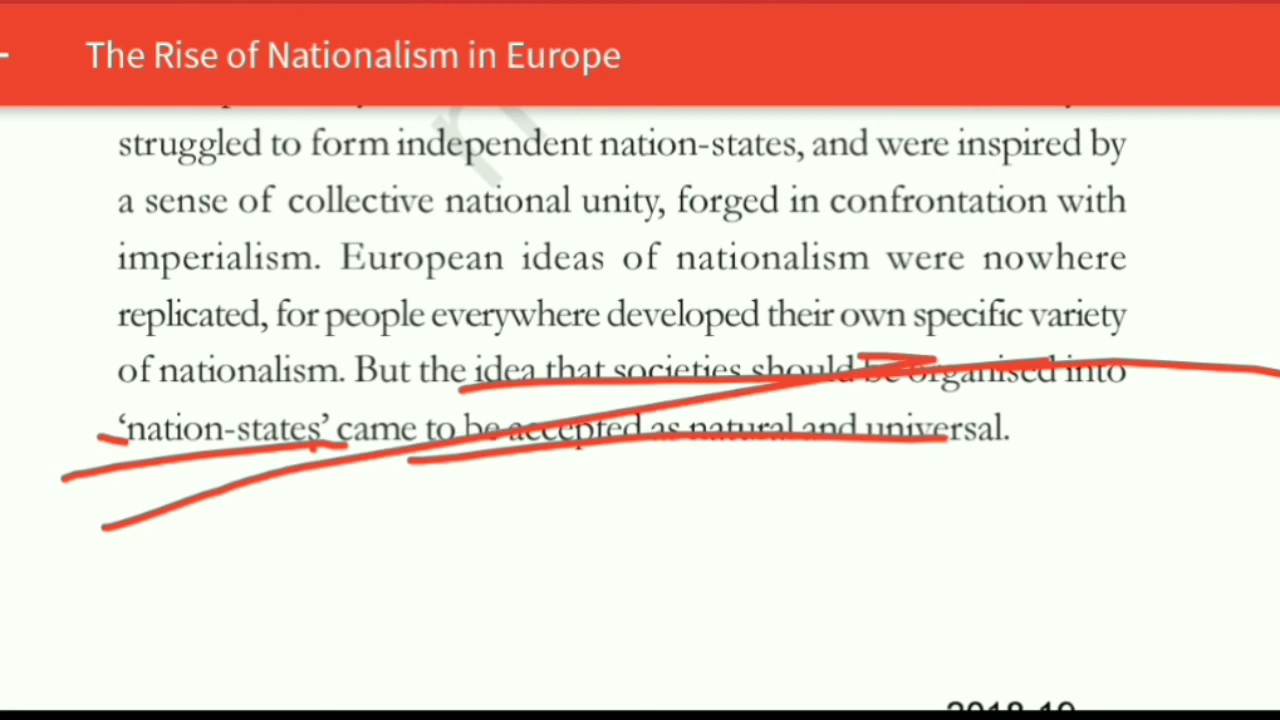 The Rise of Nationalism in Europe
struggled to form independent nation-states, and were inspired by
a sense of collective national unity, forged in confrontation with
imperialism. European ideas of nationalism were nowhere
replicated, for people everywhere developed their own specific variety
of nationalism. But the idea that societies should be organised into
‘nation-states’ came to be accepted as natural and universal.
2018-19